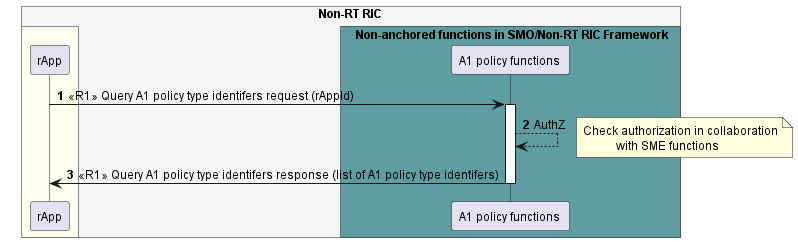 Non-RT RIC
Non-anchored functions in SMO/Non-RT RIC Framework
rApp
A1 policy functions
1 «R1» Query A1 policy type identifers request (rAppId)
2 AuthZ
Check authorization in collaboration
with SME functions
3 «R1» Query A1 policy type identifers response (list of A1 policy type identifers)
rApp
A1 policy functions